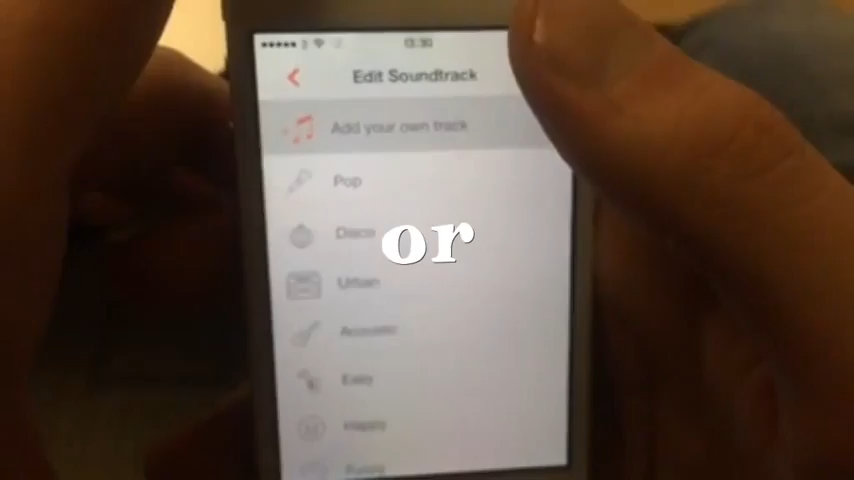 13:30
Edit Soundtrack
Add your own track
Pop
Disco
or
Urban
Acoustic
Easy
Happy